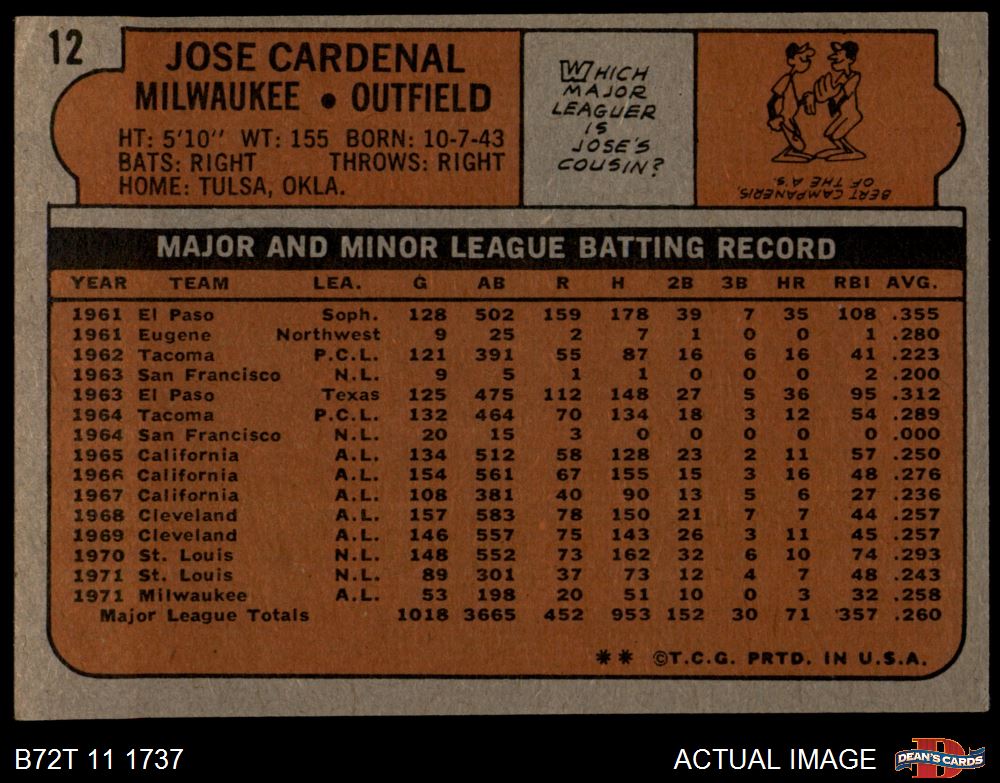 12
JOSE CARDENAL
MILWAUKEE • OUTFIELD
HT: 5'10" WT: 155 BORN: 10-7-43
BATS: RIGHT THROWS: RIGHT
HOME: TULSA, OKLA.
WHICH
MAJOR
LEAGUER
IS
JOSE'S
COUSIN?
BERT CAMPANERIS,
OF THE A'S.
MAJOR AND MINOR LEAGUE BATTING RECORD
YEAR TEAM LEA. G AB R H 2B 3B HR RBI AVG.
1961 El Paso Soph. 128 502 159 178 39 7 35 108 .355
1961 Eugene Northwest 9 25 2 7 1 0 0 1 .280
1962 Tacoma P.C.L. 121 391 55 87 16 6 16 41 .223
1963 San Francisco N.L. 9 5 1 1 0 0 0 2 .200
1963 El Paso Texas 125 475 112 148 27 5 36 95 .312
1964 Tacoma P.C.L. 132 464 70 134 18 3 12 54 .289
1964 San Francisco N.L. 20 15 3 0 0 0 0 0 .000
1965 California A.L. 134 512 58 128 23 2 11 57 .250
1966 California A.L. 154 561 67 155 15 3 16 48 .276
1967 California A.L. 108 381 40 90 13 5 6 27 .236
1968 Cleveland A.L. 157 583 78 150 21 7 7 44 .257
1969 Cleveland A.L. 146 557 75 143 26 3 11 45 .257
1970 St. Louis N.L. 148 552 73 162 32 6 10 74 .293
1971 St. Louis N.L. 89 301 37 73 12 4 7 48 .243
1971 Milwaukee A.L. 53 198 20 51 10 0 3 32 .258
Major League Totals 1018 3665 452 953 152 30 71 357 .260
** ©T.C.G. PRTD. IN U.S.A.
B72T 11 1737
ACTUAL IMAGE
D
DEAN'S CARDS